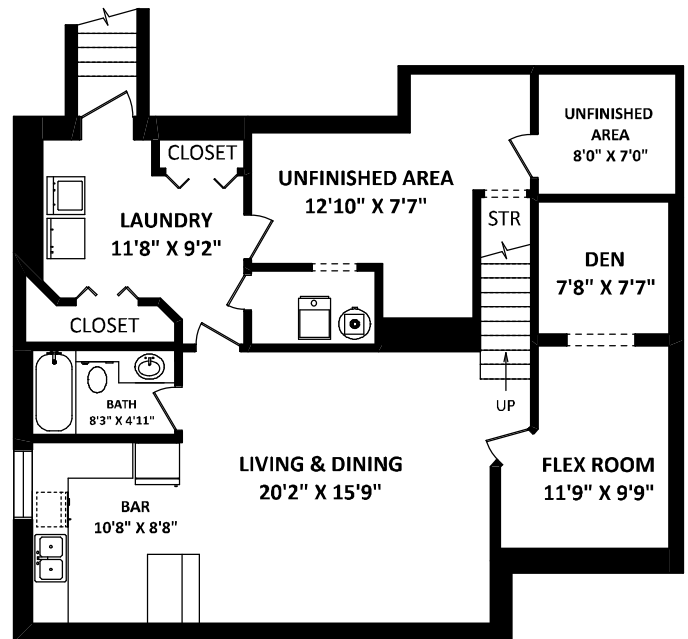 CLOSET
UNFINISHED
AREA
8'0" X 7'0"
UNFINISHED AREA
12'10" X 7'7"
LAUNDRY
11'8" X 9'2"
STR
DEN
7'8" X 7'7"
CLOSET
BATH
8'3" X 4'11"
UP
LIVING & DINING
20'2" X 15'9"
FLEX ROOM
11'9" X 9'9"
BAR
10'8" X 8'8"